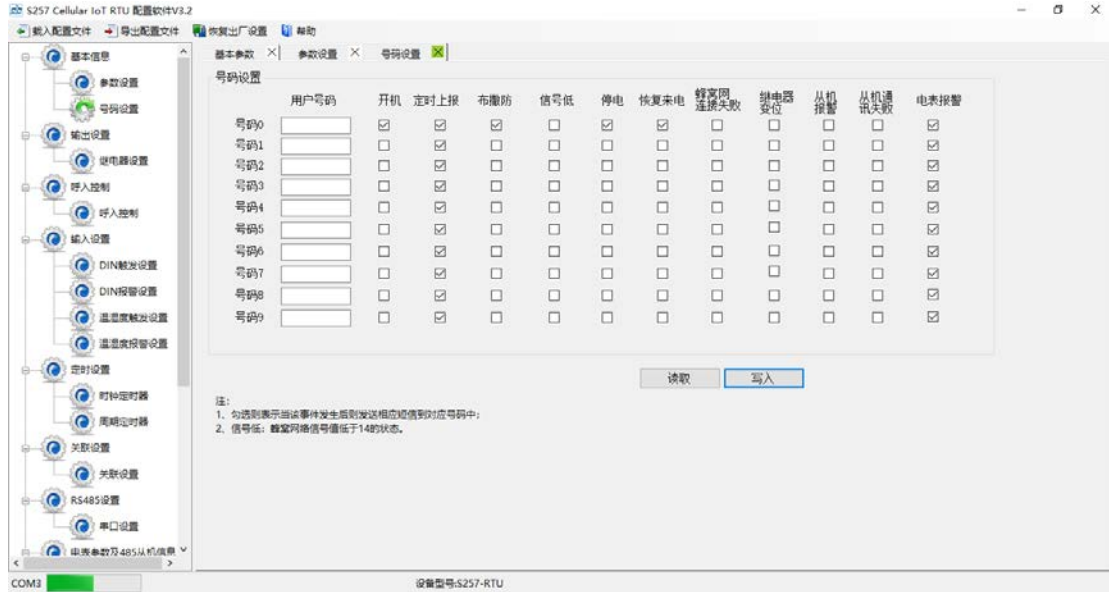 S257 Cellular IoT RTU 配置软件V3.2
载入配置文件 导出配置文件 恢复出厂设置 帮助
基本信息
参数设置
号码设置
输出设置
继电器设置
呼入控制
呼入控制
输入设置
DIN触发设置
DIN报警设置
温湿度触发设置
温湿度报警设置
定时设置
时钟定时器
周期定时器
关联设置
关联设置
RS485设置
串口设置
电表参数及485从机信息
基本参数 参数设置 号码设置
号码设置
用户号码 开机 定时上报 布撤防 信号低 停电 恢复来电 蜂窝网连接失败 继电器变位 从机报警 从机通讯失败 电表报警
号码0
号码1
号码2
号码3
号码4
号码5
号码6
号码7
号码8
号码9
读取 写入
注:
1、勾选则表示当该事件发生后则发送相应短信到对应号码中;
2、信号低: 蜂窝网络信号值低于14的状态。
COM3 设备型号:S257-RTU